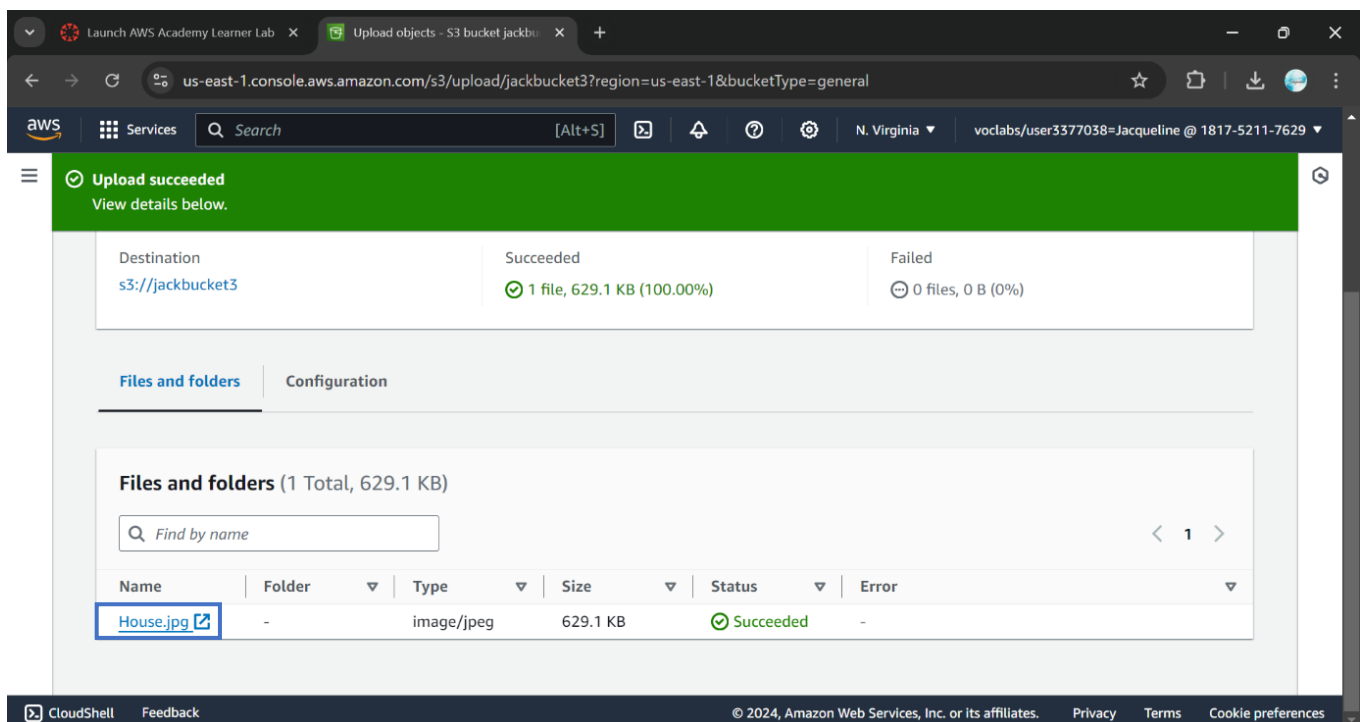 Launch AWS Academy Learner Lab
Upload objects - S3 bucket jackbu
us-east-1.console.aws.amazon.com/s3/upload/jackbucket3?region=us-east-1&bucketType=general
aws Services Search [Alt+S] N. Virginia voclabs/user3377038=Jacqueline @ 1817-5211-7629
Upload succeeded
View details below.
Destination Succeeded Failed
s3://jackbucket3 1 file, 629.1 KB (100.00%) 0 files, 0 B (0%)
Files and folders Configuration
Files and folders (1 Total, 629.1 KB)
Find by name 1
Name Folder Type Size Status Error
House.jpg - image/jpeg 629.1 KB Succeeded -
CloudShell Feedback © 2024, Amazon Web Services, Inc. or its affiliates. Privacy Terms Cookie preferences